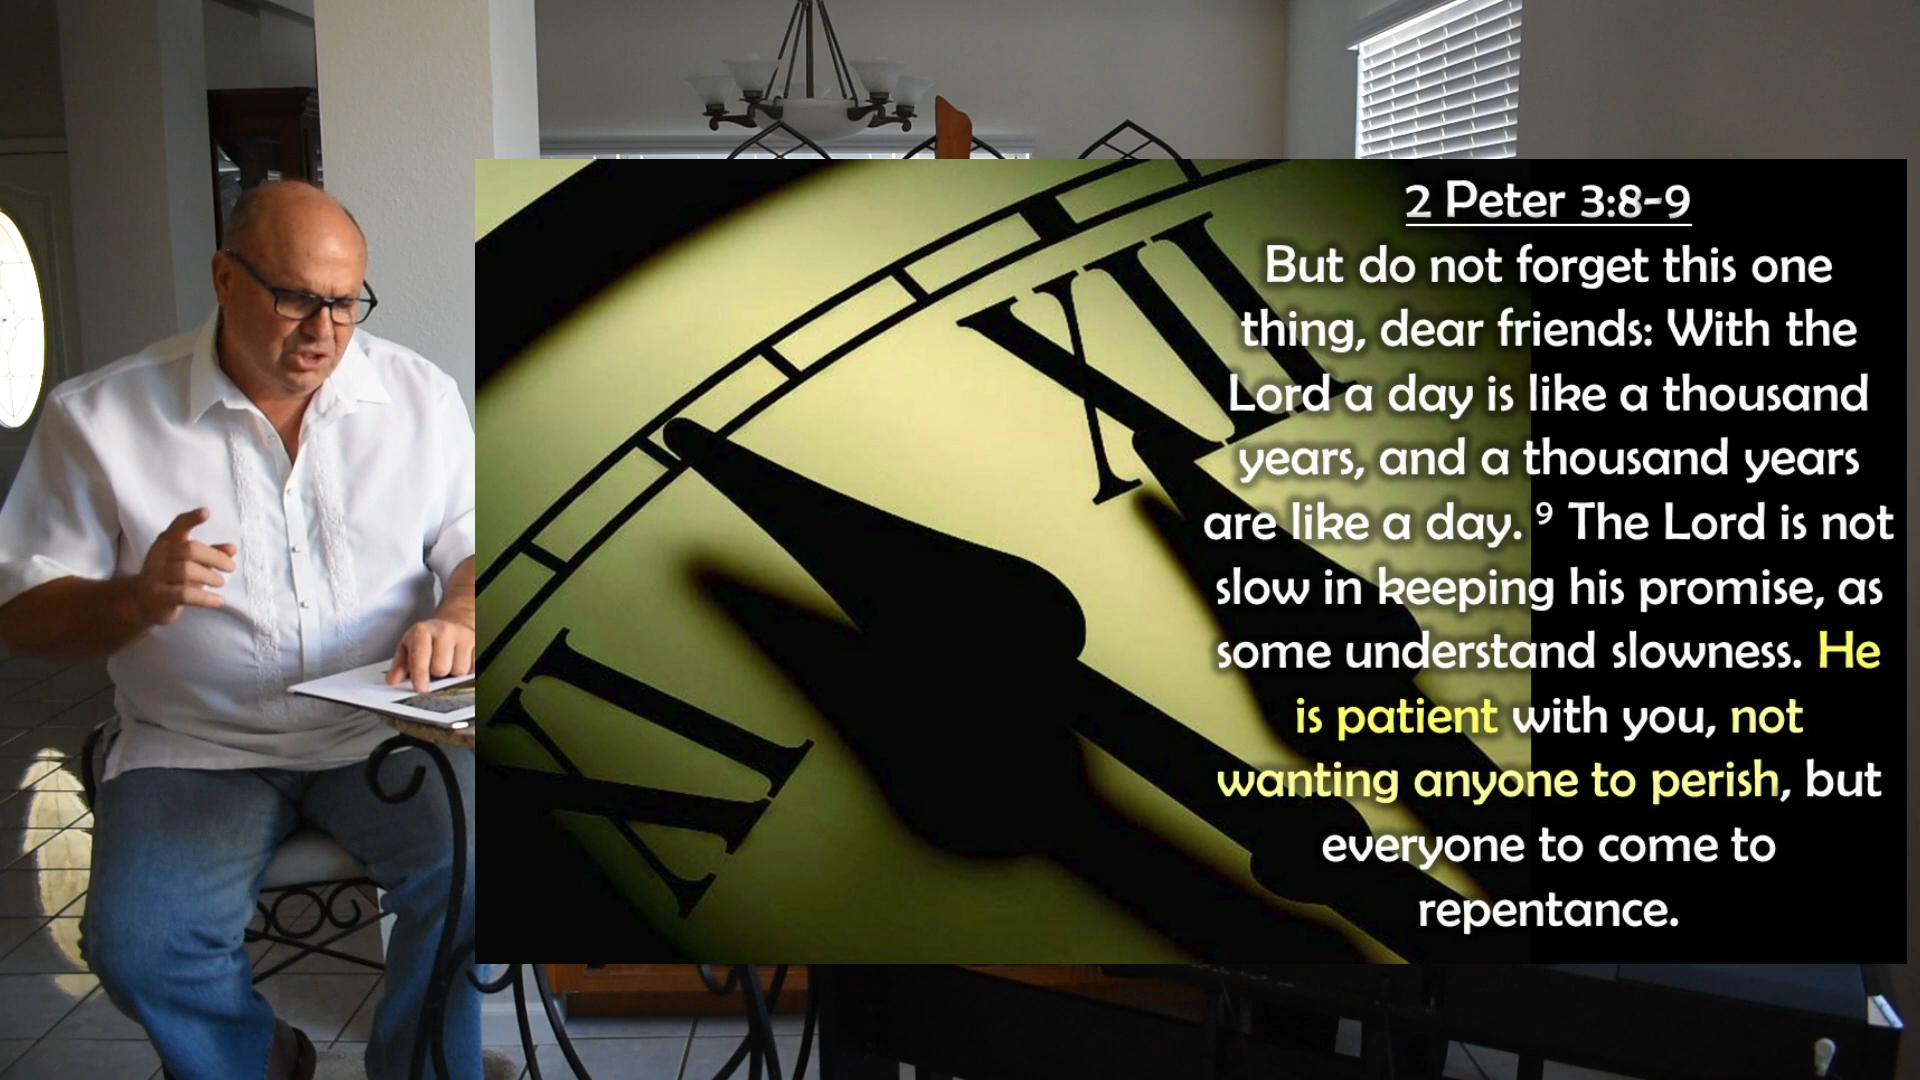 2 Peter 3:8-9
But do not forget this one
thing, dear friends: With the
Lord a day is like a thousand
years, and a thousand years
are like a day. ⁹ The Lord is not
slow in keeping his promise, as
some understand slowness. He
is patient with you, not
wanting anyone to perish, but
everyone to come to
repentance.
XII
XI